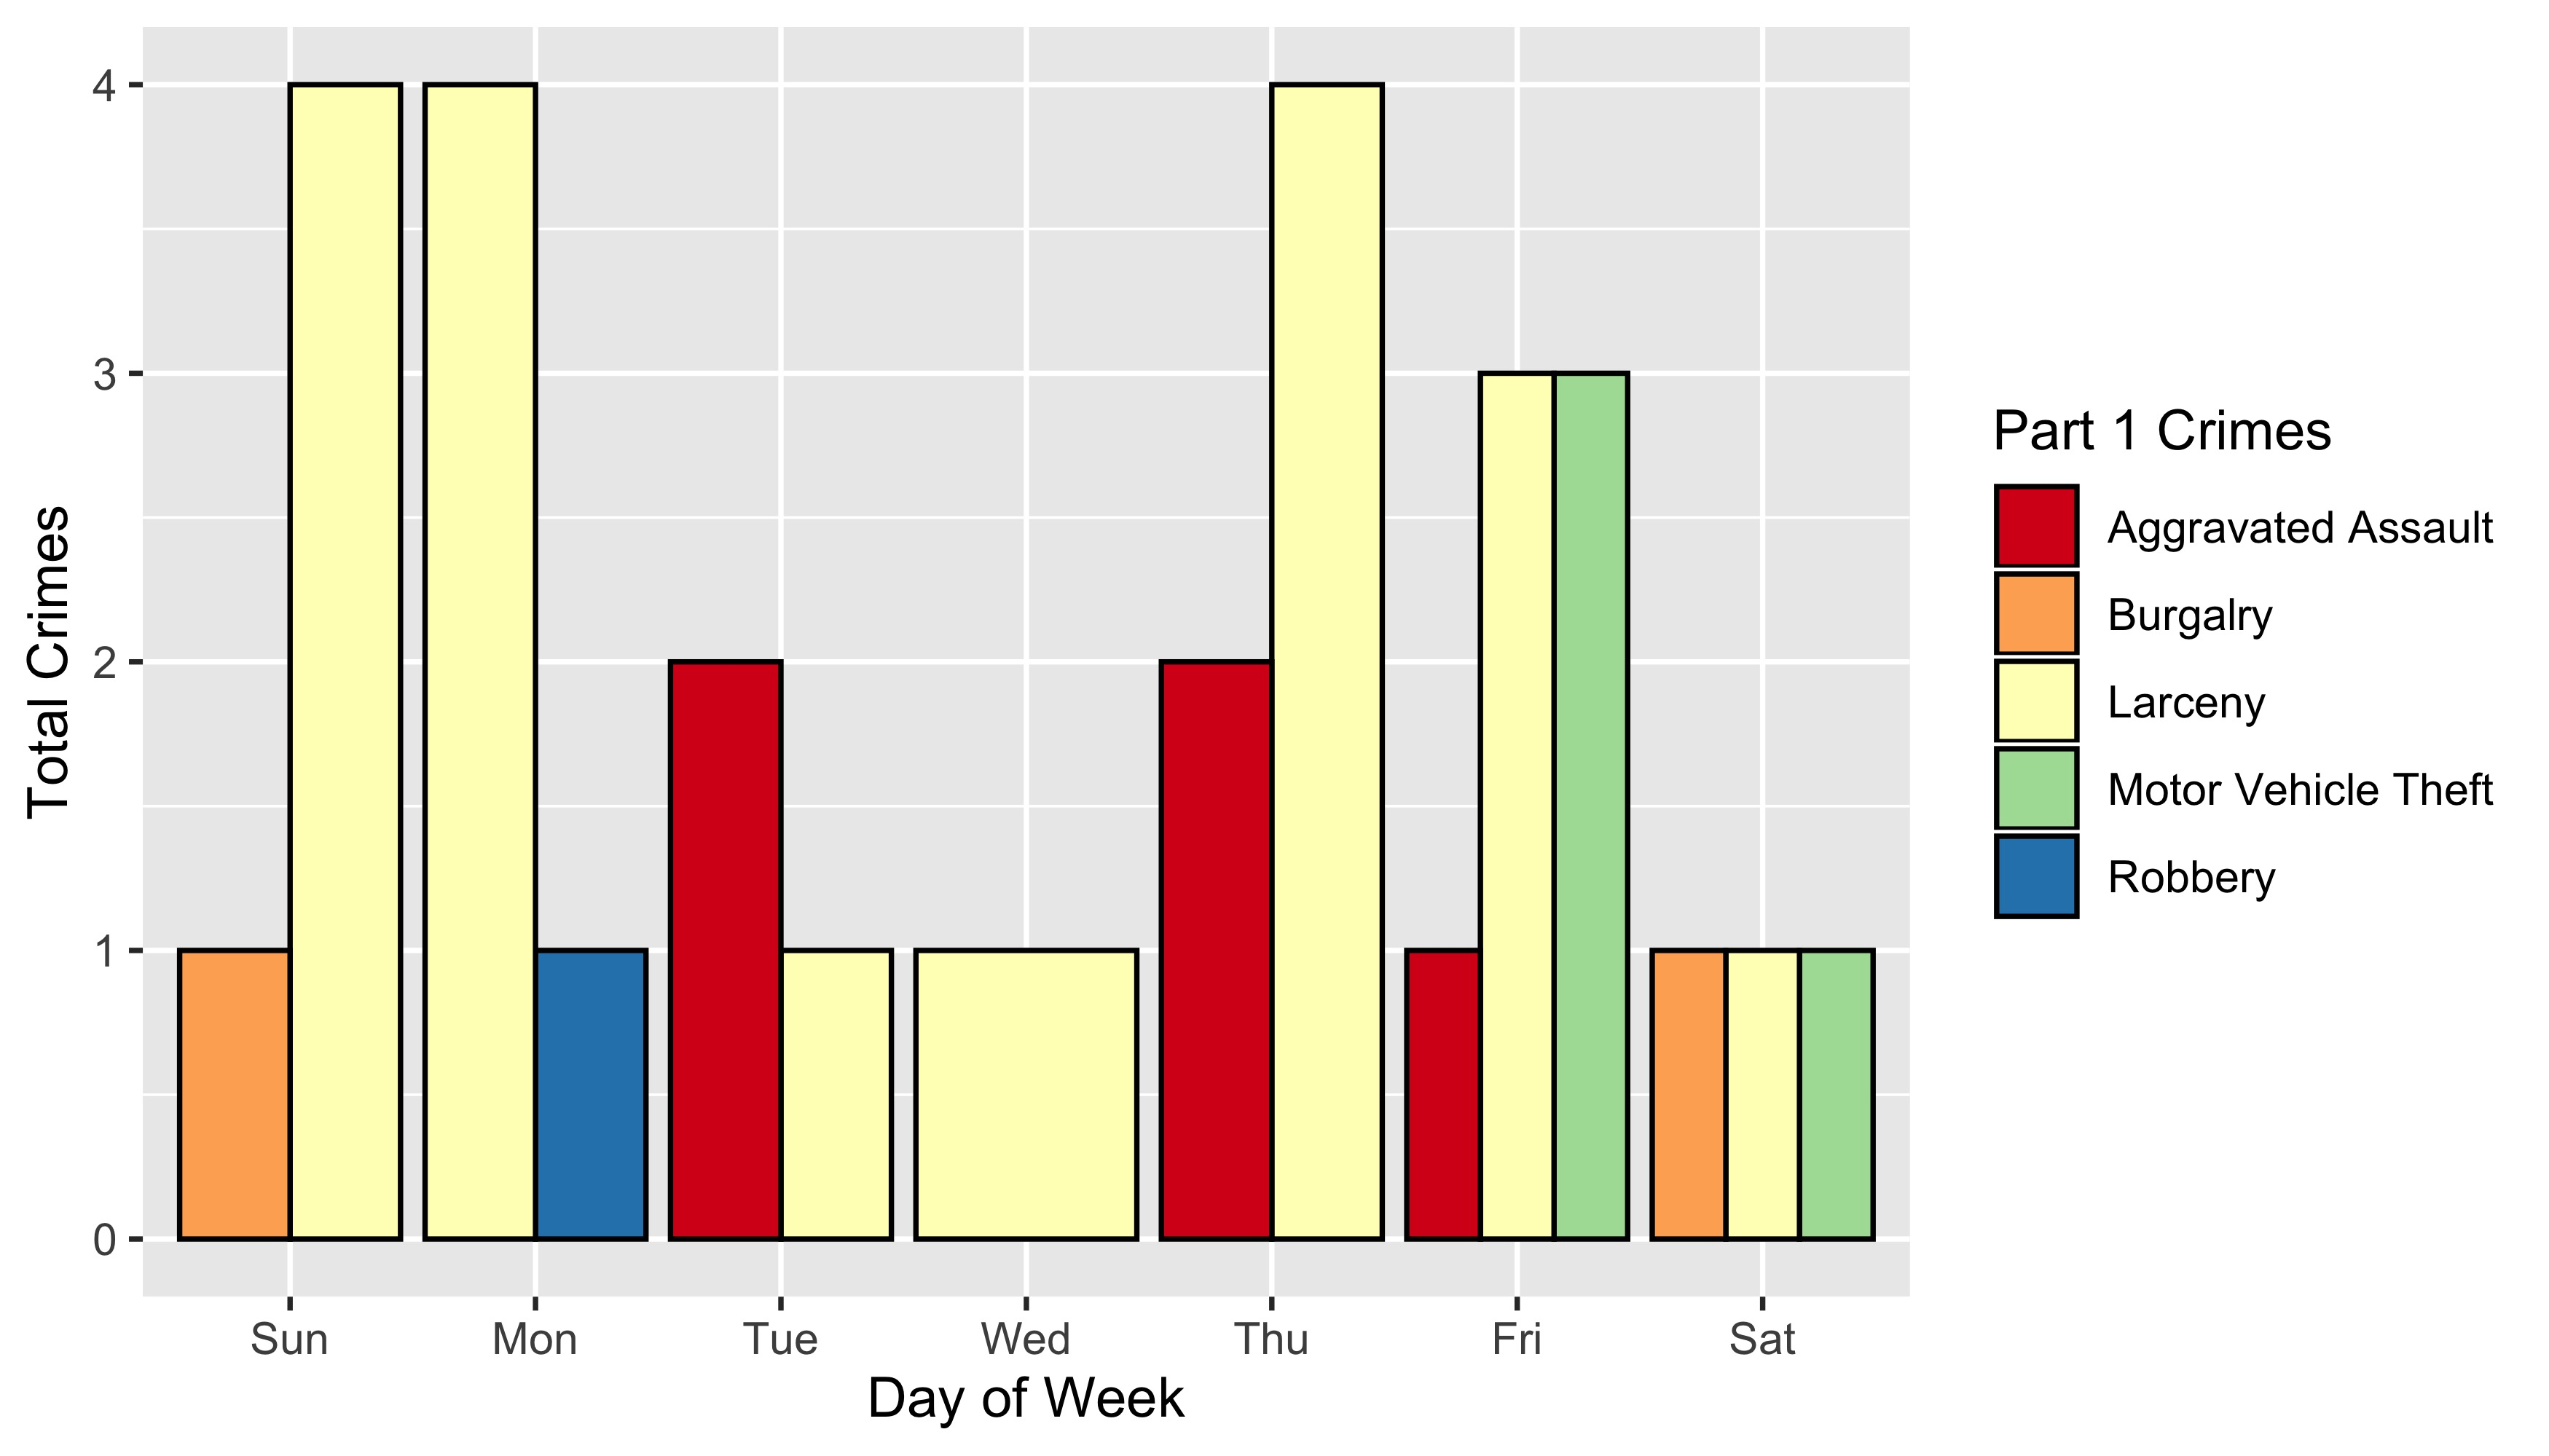 Total Crimes
4
3
2
1
0
Sun Mon Tue Wed Thu Fri Sat
Day of Week
Part 1 Crimes
Aggravated Assault
Burgalry
Larceny
Motor Vehicle Theft
Robbery